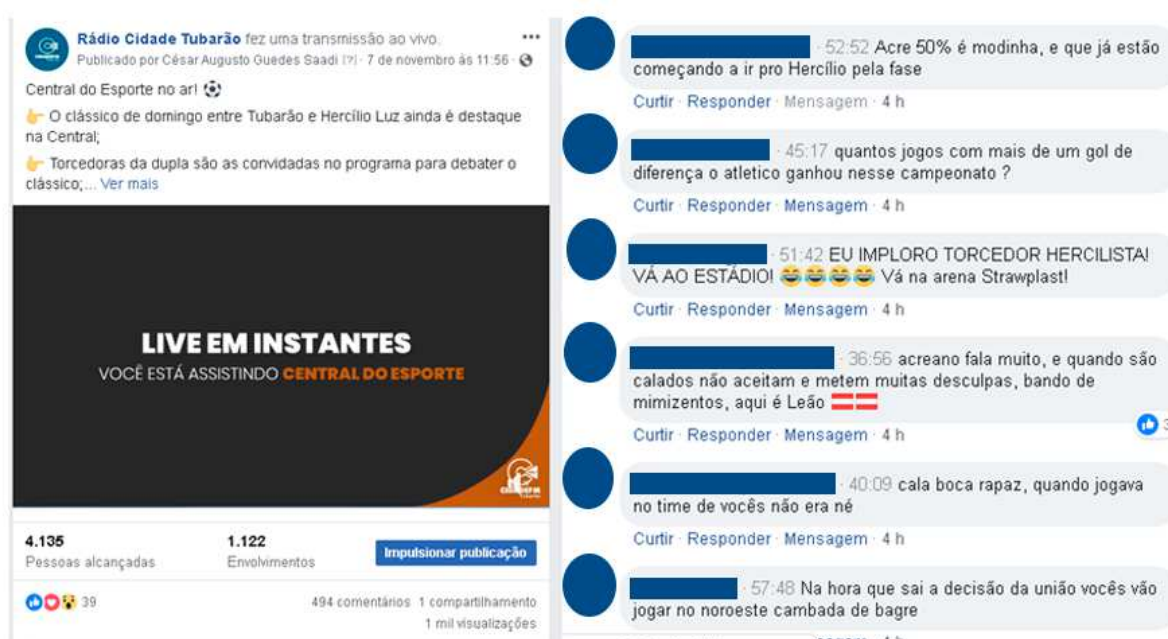 Rádio Cidade Tubarão fez uma transmissão ao vivo.
Publicado por César Augusto Guedes Saadi [?] · 7 de novembro às 11:56 ·
Central do Esporte no ar! ⚽
👉 O clássico de domingo entre Tubarão e Hercílio Luz ainda é destaque
na Central;
👉 Torcedoras da dupla são as convidadas no programa para debater o
clássico;... Ver mais
LIVE EM INSTANTES
VOCÊ ESTÁ ASSISTINDO CENTRAL DO ESPORTE
4.135
Pessoas alcançadas
1.122
Envolvimentos
Impulsionar publicação
39
494 comentários 1 compartilhamento
1 mil visualizações
· 52:52 Acre 50% é modinha, e que já estão
começando a ir pro Hercílio pela fase
Curtir · Responder · Mensagem · 4 h
· 45:17 quantos jogos com mais de um gol de
diferença o atletico ganhou nesse campeonato ?
Curtir · Responder · Mensagem · 4 h
· 51:42 EU IMPLORO TORCEDOR HERCILISTA!
VÁ AO ESTÁDIO! 😂😂😂😂 Vá na arena Strawplast!
Curtir · Responder · Mensagem · 4 h
· 36:56 acreano fala muito, e quando são
calados não aceitam e metem muitas desculpas, bando de
mimizentos, aqui é Leão 🇦🇹🇦🇹
3
Curtir · Responder · Mensagem · 4 h
· 40:09 cala boca rapaz, quando jogava
no time de vocês não era né
Curtir · Responder · Mensagem · 4 h
· 57:48 Na hora que sai a decisão da união vocês vão
jogar no noroeste cambada de bagre